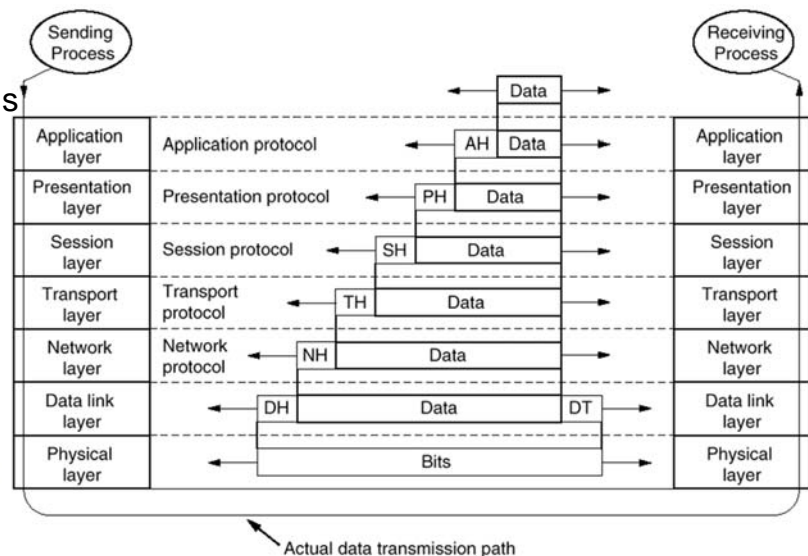 Sending
Process
Receiving
Process
s
Data
Application
layer
Application protocol
AH
Data
Application
layer
Presentation
layer
Presentation protocol
PH
Data
Presentation
layer
Session
layer
Session protocol
SH
Data
Session
layer
Transport
layer
Transport
protocol
TH
Data
Transport
layer
Network
layer
Network
protocol
NH
Data
Network
layer
Data link
layer
DH
Data
DT
Data link
layer
Physical
layer
Bits
Physical
layer
Actual data transmission path